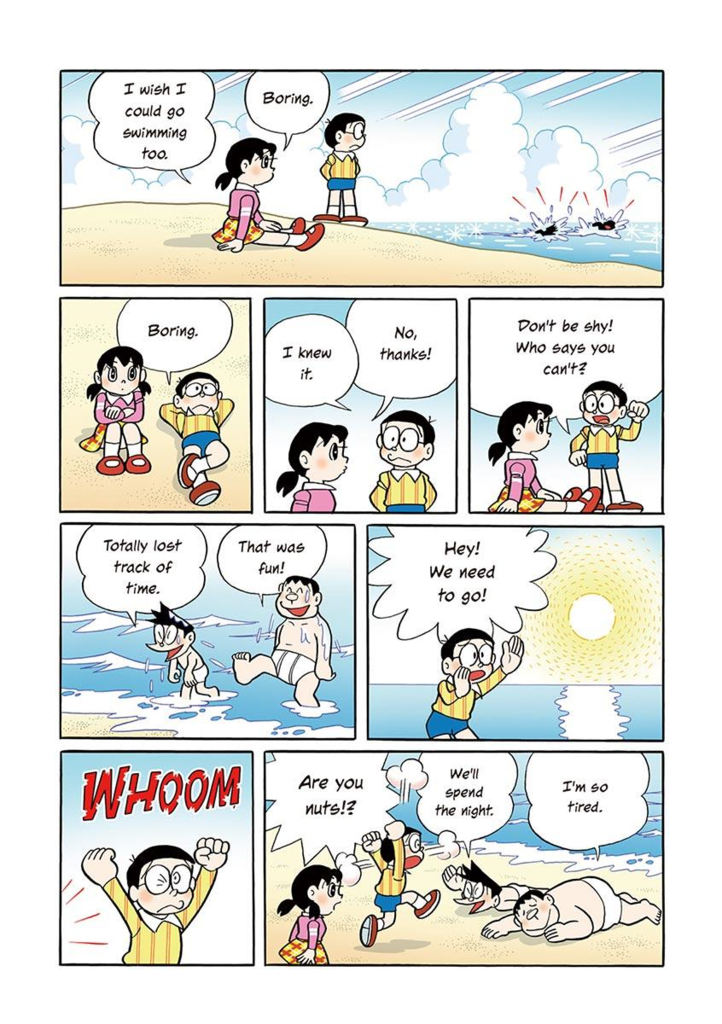 I wish I
could go
swimming
too.
Boring.
Boring.
I knew
it.
No,
thanks!
Don't be shy!
Who says you
can't?
Totally lost
track of
time.
That was
fun!
Hey!
We need
to go!
WHOOM
Are you
nuts!?
We'll
spend
the night.
I'm so
tired.